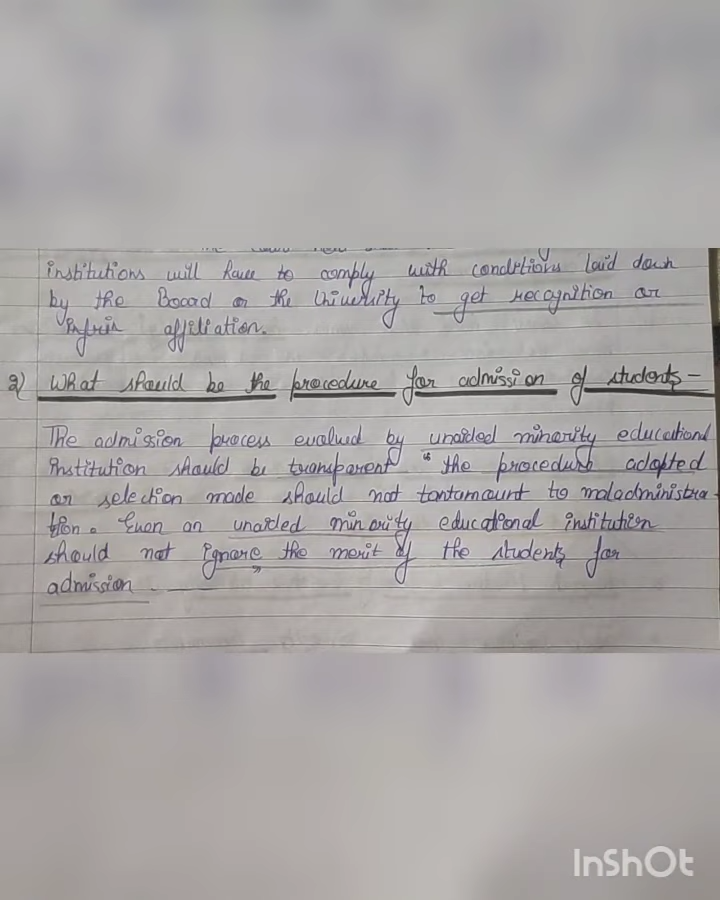 institutions will have to comply with conditions laid down
by the Board or the University to get recognition or
affiliation.
2) What should be the procedure for admission of students -
The admission process evalued by unaided minority educational
institution should be transparent "the procedure adopted
or selection made should not tantamount to maladministra-
tion. Even an unaided minority educational institution
should not ignore the merit of the students for
admission"
InShOt